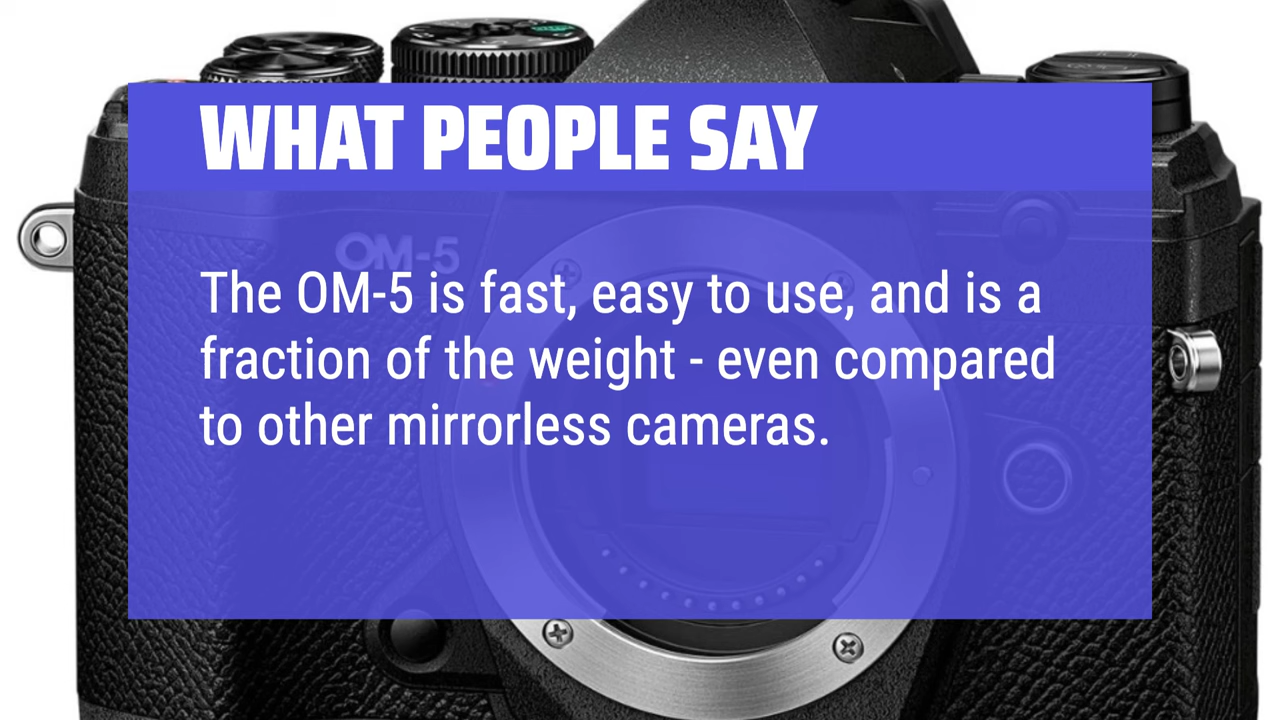 WHAT PEOPLE SAY
OM-5
The OM-5 is fast, easy to use, and is a
fraction of the weight - even compared
to other mirrorless cameras.